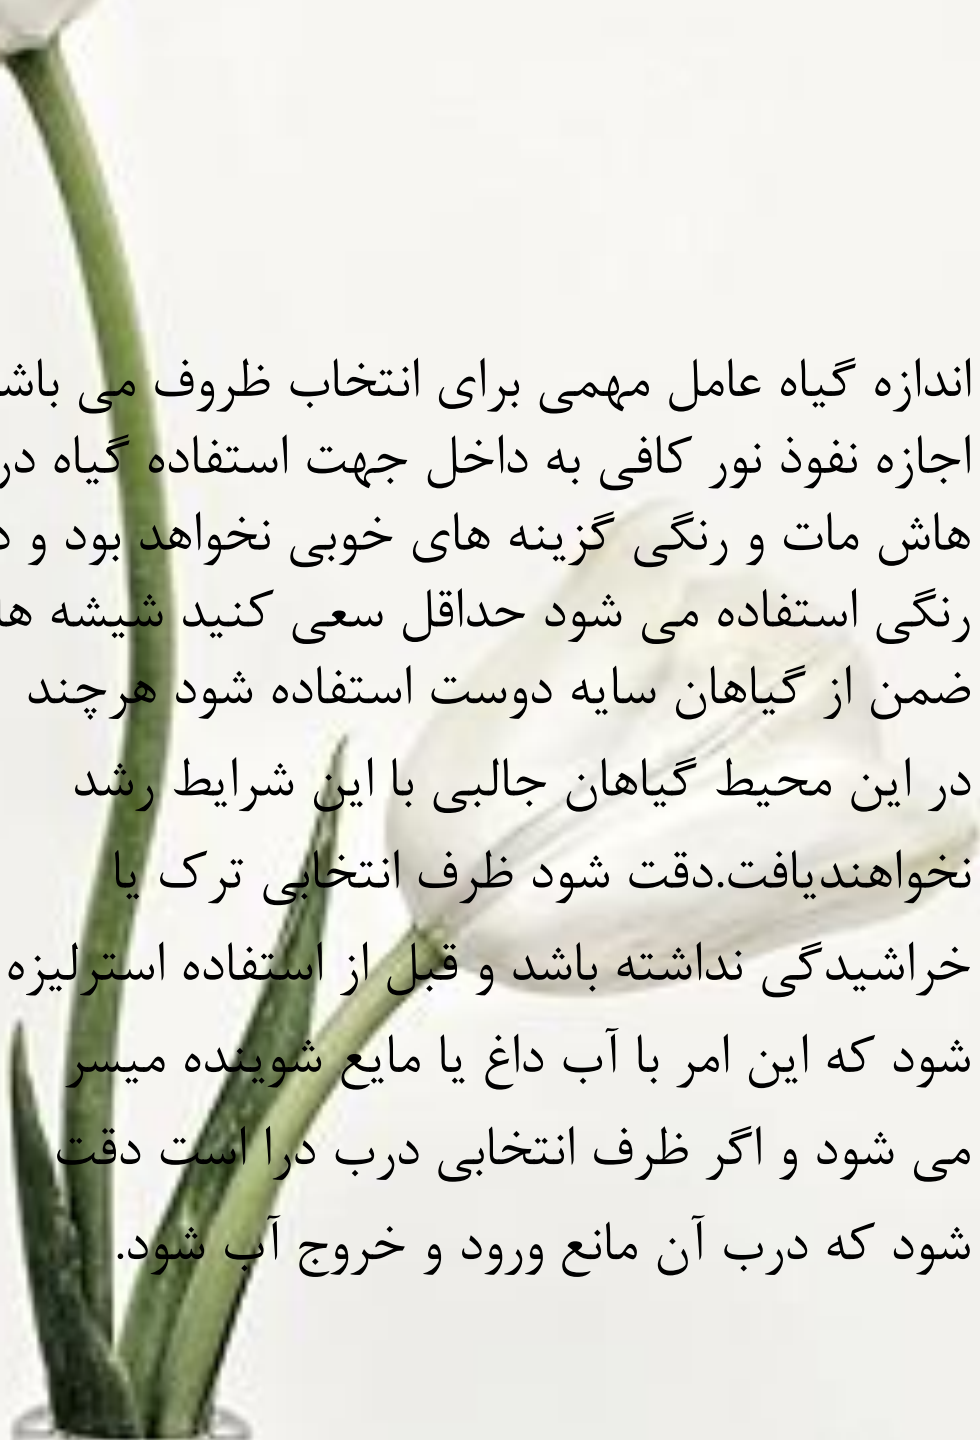 اندازه گیاه عامل مهمی برای انتخاب ظروف می
اجازه نفوذ نور کافی به داخل جهت استفاده گیاه در
هاش مات و رنگی گزینه های خوبی نخواهد بود و
رنگی استفاده می شود حداقل سعی کنید شیشه
ضمن از گیاهان سایه دوست استفاده شود هرچند
در این محیط گیاهان جالبی با این شرایط رشد
نخواهندیافت.دقت شود ظرف انتخابی ترک یا
خراشیدگی نداشته باشد و قبل از استفاده استرلیزه
شود که این امر با آب داغ یا مایع شوینده میسر
می شود و اگر ظرف انتخابی درب درا است دقت
شود که درب آن مانع ورود و خروج آب شود.